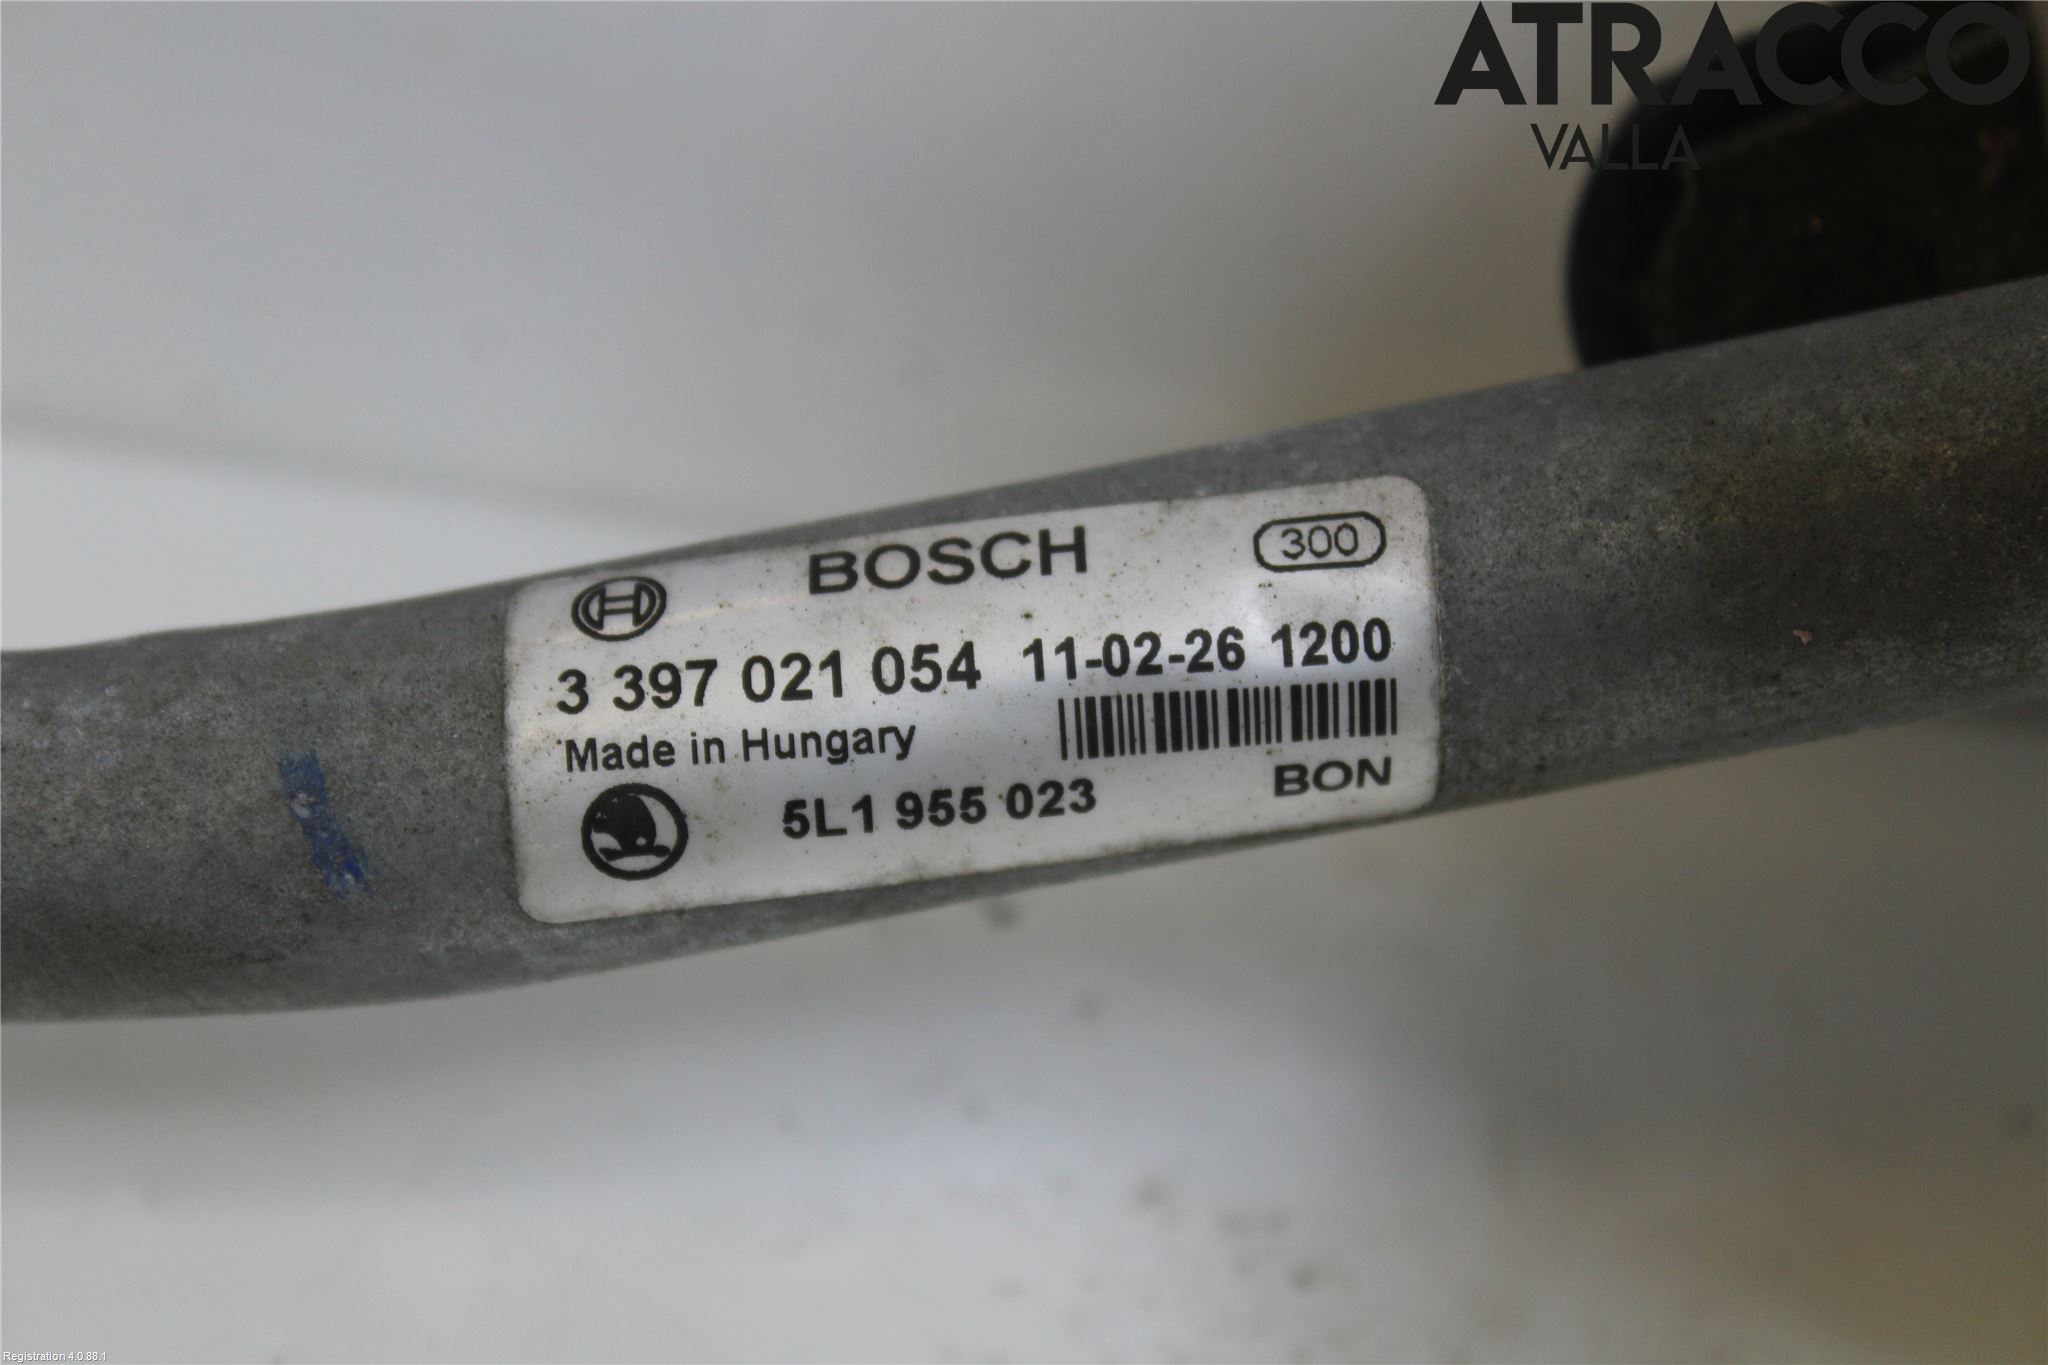 ATRACCO
VALLA
BOSCH 300
3 397 021 054 11-02-26 1200
Made in Hungary
5L1 955 023 BON
Registration 4.0.88.1